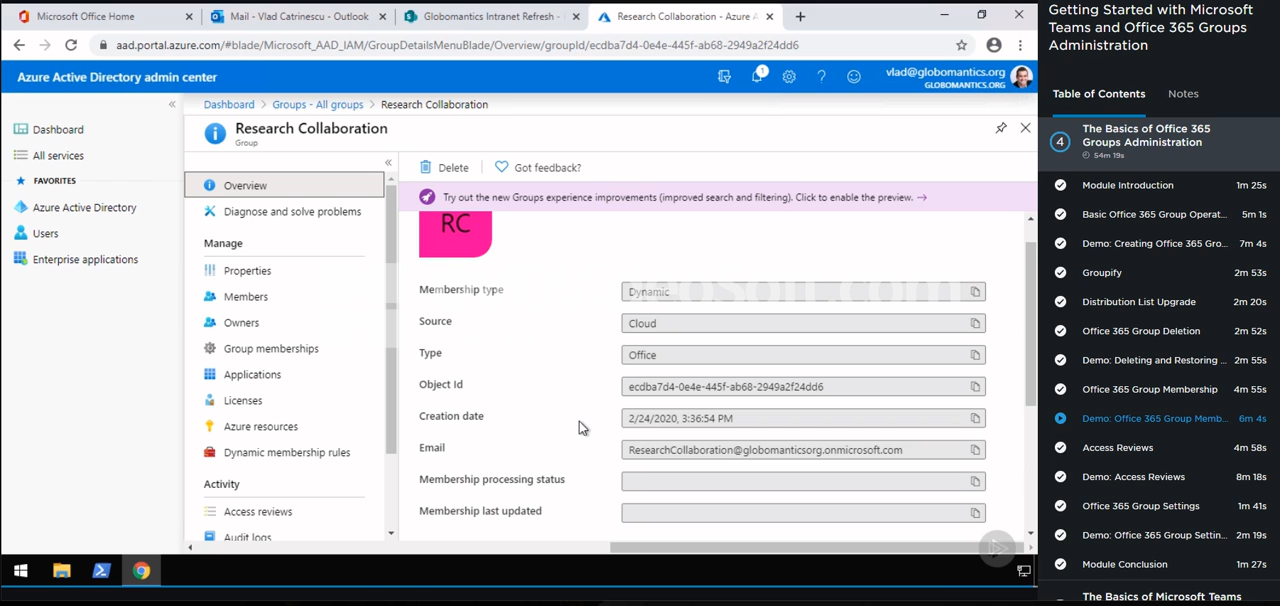 Microsoft Office Home
Mail - Vlad Catrinescu - Outlook
Globomantics Intranet Refresh -
Research Collaboration - Azure A
aad.portal.azure.com/#blade/Microsoft_AAD_IAM/GroupDetailsMenuBlade/Overview/groupId/ecdba7d4-0e4e-445f-ab68-2949a2f24dd6
Azure Active Directory admin center
1
vlad@globomantics.org
GLOBOMANTICS.ORG
Dashboard
All services
FAVORITES
Azure Active Directory
Users
Enterprise applications
Dashboard > Groups - All groups > Research Collaboration
Research Collaboration
Group
Overview
Diagnose and solve problems
Manage
Properties
Members
Owners
Group memberships
Applications
Licenses
Azure resources
Dynamic membership rules
Activity
Access reviews
Audit logs
Delete
Got feedback?
Try out the new Groups experience improvements (improved search and filtering). Click to enable the preview. →
RC
Membership type
Dynamic
Source
Cloud
Type
Office
Object Id
ecdba7d4-0e4e-445f-ab68-2949a2f24dd6
Creation date
2/24/2020, 3:36:54 PM
Email
ResearchCollaboration@globomanticsorg.onmicrosoft.com
Membership processing status
Membership last updated
Getting Started with Microsoft
Teams and Office 365 Groups
Administration
Table of Contents
Notes
4
The Basics of Office 365
Groups Administration
54m 19s
Module Introduction 1m 25s
Basic Office 365 Group Operat... 5m 1s
Demo: Creating Office 365 Gro... 7m 4s
Groupify 2m 53s
Distribution List Upgrade 2m 20s
Office 365 Group Deletion 2m 52s
Demo: Deleting and Restoring ... 2m 55s
Office 365 Group Membership 4m 55s
Demo: Office 365 Group Memb... 6m 4s
Access Reviews 4m 58s
Demo: Access Reviews 8m 18s
Office 365 Group Settings 1m 41s
Demo: Office 365 Group Settin... 2m 19s
Module Conclusion 1m 27s
The Basics of Microsoft Teams